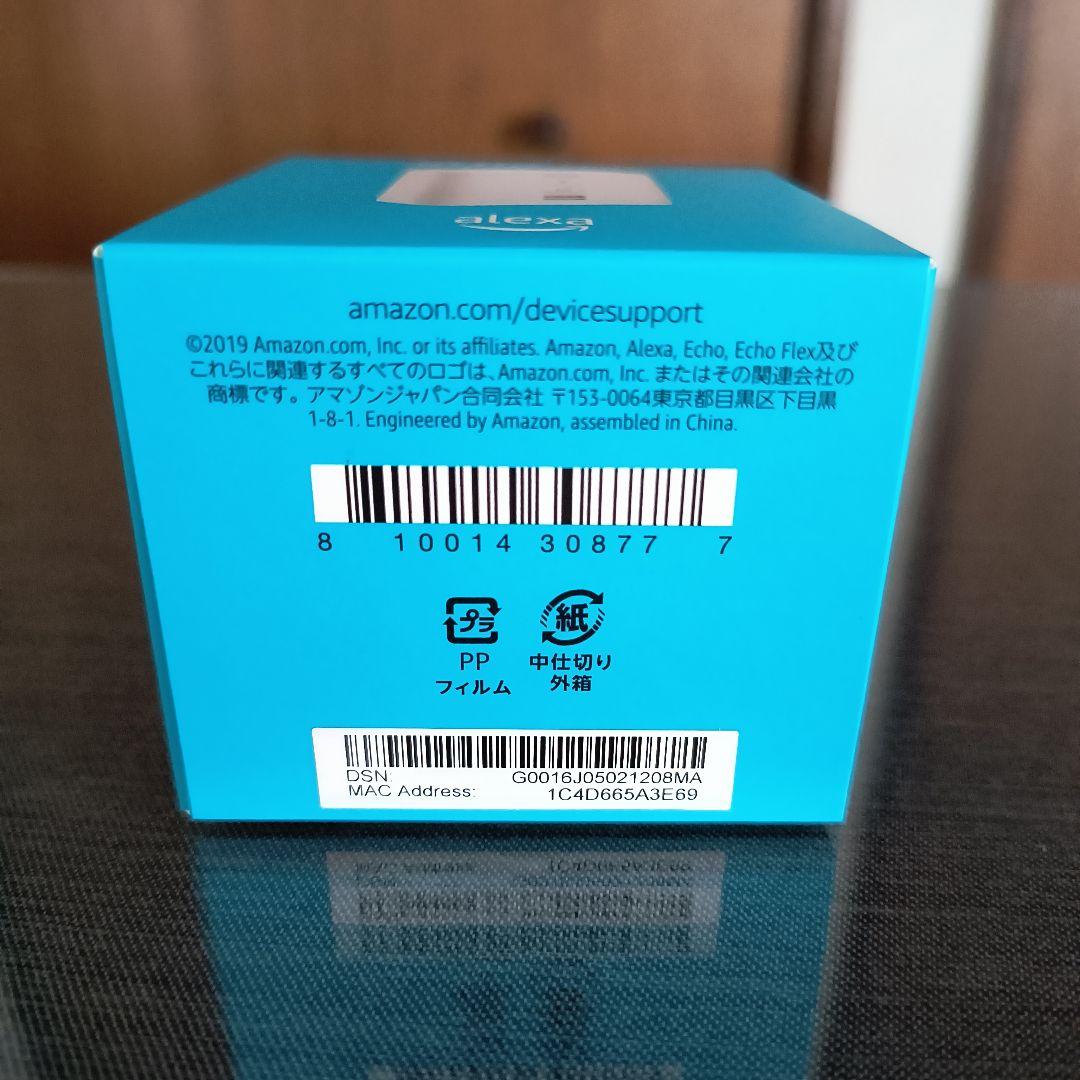 alexa
amazon.com/devicesupport
©2019 Amazon.com, Inc. or its affiliates. Amazon, Alexa, Echo, Echo Flex及び
これらに関連するすべてのロゴは、Amazon.com, Inc. またはその関連会社の
商標です。アマゾンジャパン合同会社 〒153-0064東京都目黒区下目黒
1-8-1. Engineered by Amazon, assembled in China.
8 10014 30877 7
プラ 紙
PP 中仕切り
フィルム 外箱
DSN: G0016J05021208MA
MAC Address: 1C4D665A3E69